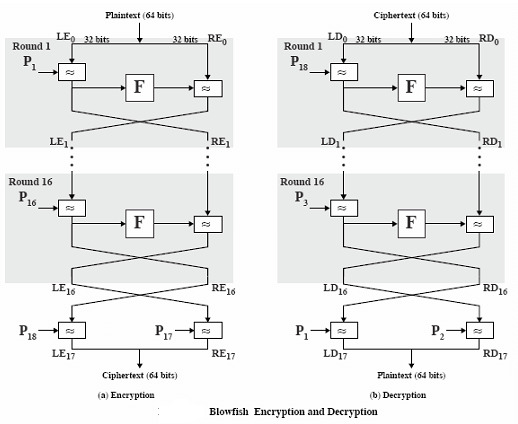 Plaintext (64 bits)
LE0 32 bits 32 bits RE0
Round 1
P1
≈
F
≈
LE1 RE1
Round 16
P16
≈
F
≈
LE16 RE16
P18 ≈ P17 ≈
LE17 RE17
Ciphertext (64 bits)
(a) Encryption
Ciphertext (64 bits)
LD0 32 bits 32 bits RD0
Round 1
P18
≈
F
≈
LD1 RD1
Round 16
P3
≈
F
≈
LD16 RD16
P1 ≈ P2 ≈
LD17 RD17
Plaintext (64 bits)
(b) Decryption
Blowfish Encryption and Decryption